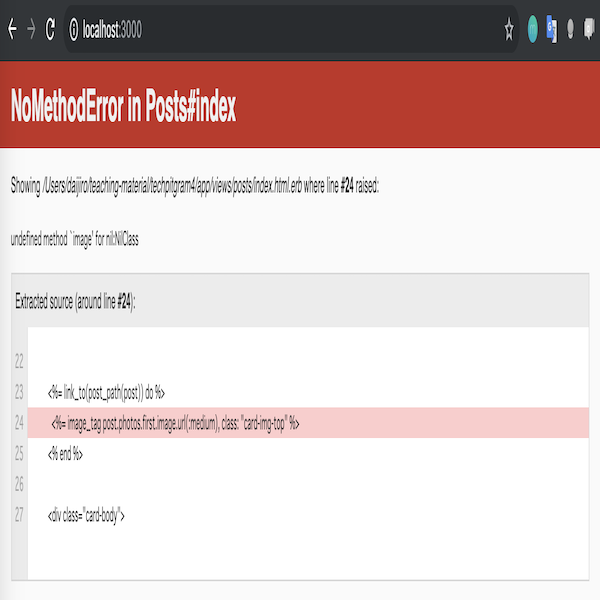 localhost:3000
NoMethodError in Posts#index
Showing /Users/daijiro/teaching-material/techpitgram4/app/views/posts/index.html.erb where line #24 raised:
undefined method `image' for nil:NilClass
Extracted source (around line #24):
22
23 <%= link_to(post_path(post)) do %>
24 <%= image_tag post.photos.first.image.url(:medium), class: "card-img-top" %>
25 <% end %>
26
27 <div class="card-body">